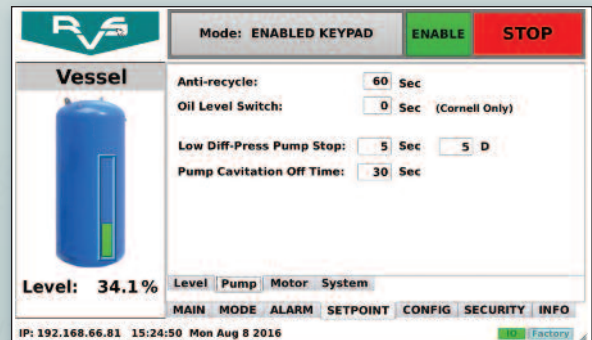 RVS
Mode: ENABLED KEYPAD
ENABLE
STOP
Vessel
Anti-recycle: 60 Sec
Oil Level Switch: 0 Sec (Cornell Only)
Low Diff-Press Pump Stop: 5 Sec 5 D
Pump Cavitation Off Time: 30 Sec
Level: 34.1%
Level Pump Motor System
MAIN MODE ALARM SETPOINT CONFIG SECURITY INFO
IP: 192.168.66.81 15:24:50 Mon Aug 8 2016
IO Factory